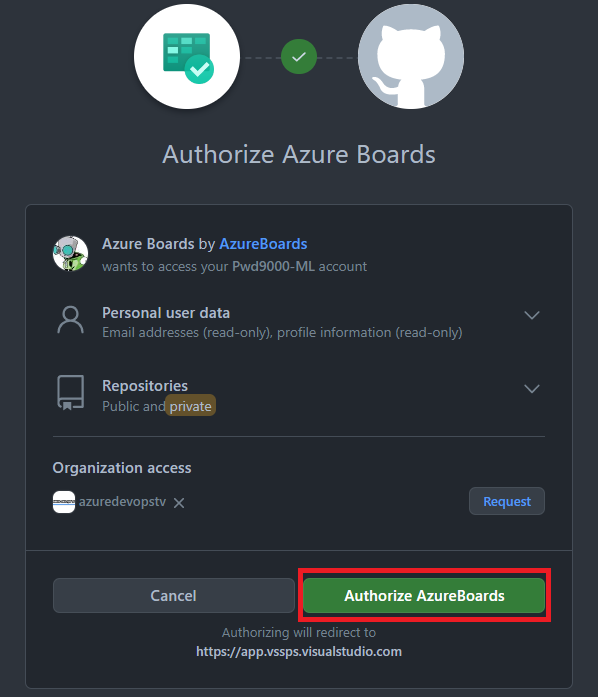 Authorize Azure Boards
Azure Boards by AzureBoards
wants to access your Pwd9000-ML account
Personal user data
Email addresses (read-only), profile information (read-only)
Repositories
Public and private
Organization access
azuredevopstv
Request
Cancel
Authorize AzureBoards
Authorizing will redirect to
https://app.vssps.visualstudio.com